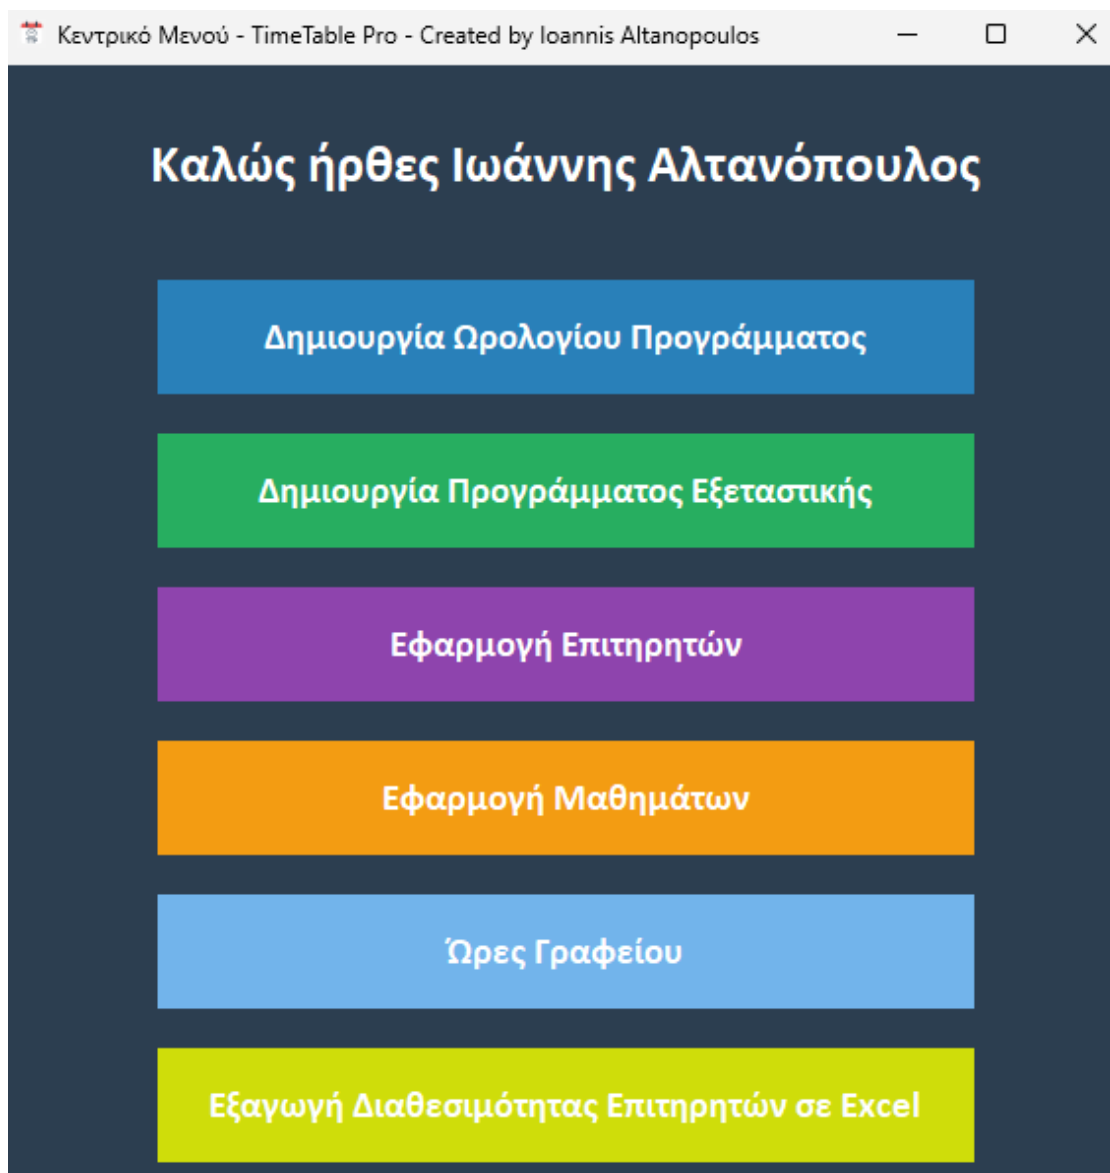 Κεντρικό Μενού - TimeTable Pro - Created by Ioannis Altanopoulos
Καλώς ήρθες Ιωάννης Αλτανόπουλος
Δημιουργία Ωρολογίου Προγράμματος
Δημιουργία Προγράμματος Εξεταστικής
Εφαρμογή Επιτηρητών
Εφαρμογή Μαθημάτων
Ώρες Γραφείου
Εξαγωγή Διαθεσιμότητας Επιτηρητών σε Excel